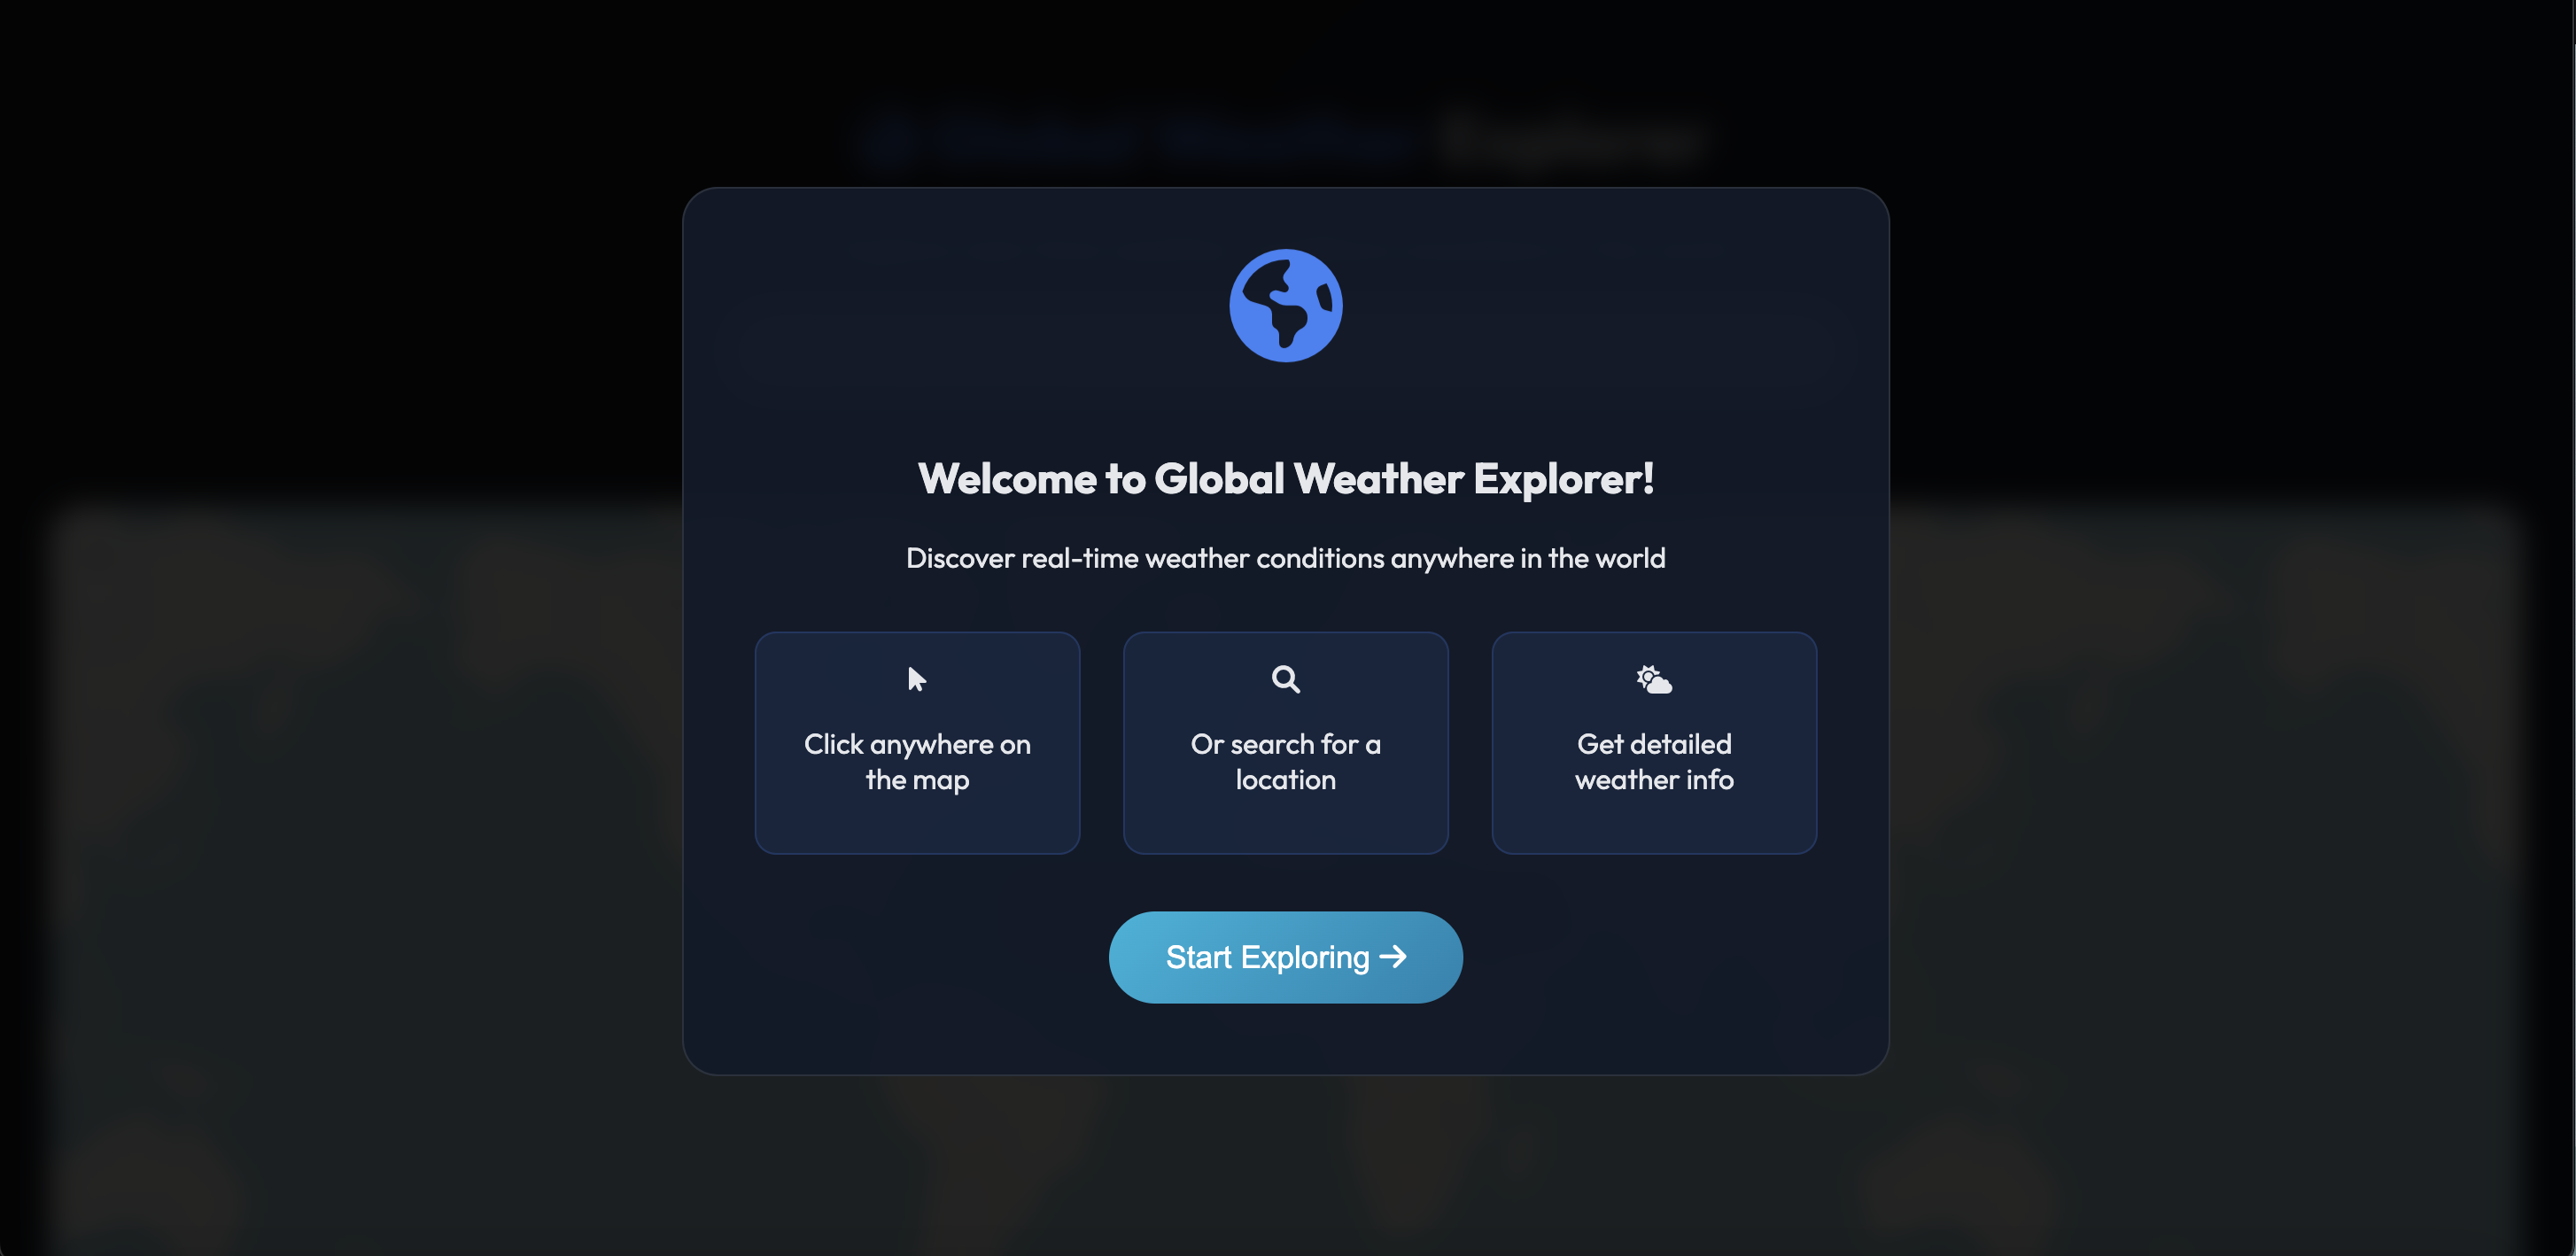 Welcome to Global Weather Explorer!
Discover real-time weather conditions anywhere in the world
Click anywhere on
the map
Or search for a
location
Get detailed
weather info
Start Exploring →